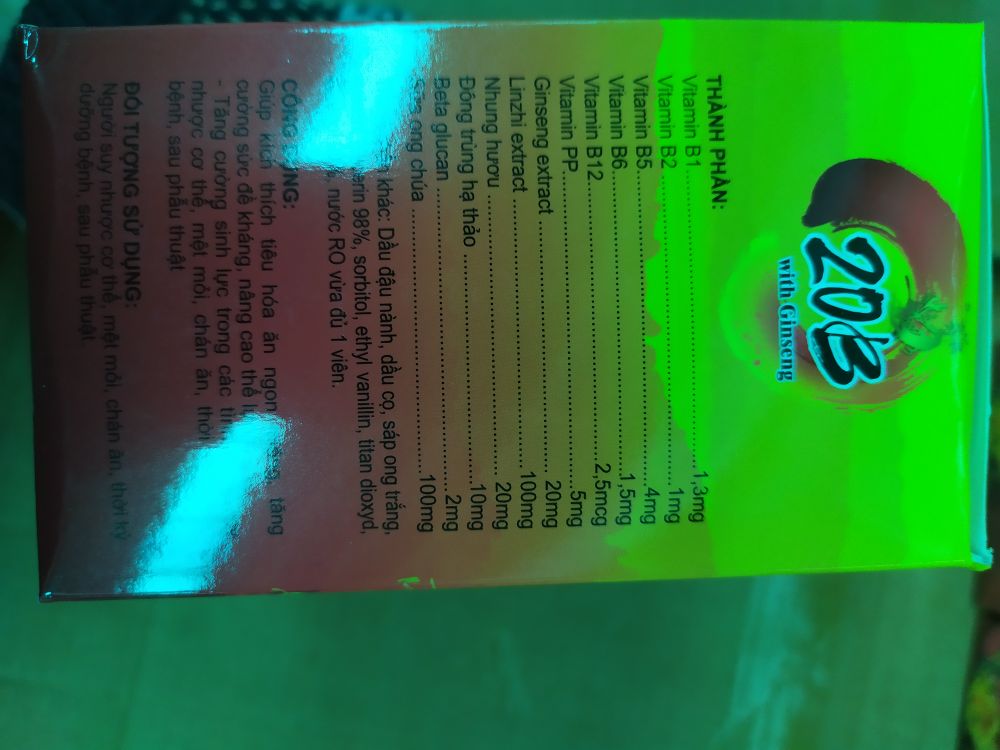 20B
with Ginseng
THÀNH PHẦN:
Vitamin B1.......................................1,3mg
Vitamin B2 .......................................1mg
Vitamin B5.......................................4mg
Vitamin B6.......................................1,5mg
Vitamin B12.......................................2,5mcg
Vitamin PP.......................................5mg
Ginseng extract.......................................20mg
Linzhi extract .......................................100mg
Nhung hươu .......................................20mg
Đông trùng hạ thảo .......................................10mg
Beta glucan .......................................2mg
ong chúa .......................................100mg
khác: Dầu đậu nành, dầu cọ, sáp ong trắng,
98%, sorbitol, ethyl vanillin, titan dioxyd,
nước RO vừa đủ 1 viên.
CÔNG DỤNG:
Giúp kích thích tiêu hóa ăn ngon tăng
cường sức đề kháng, nâng cao thể
- Tăng cường sinh lực trong các
nhược cơ thể, mệt mỏi, chán ăn, thời
bệnh, sau phẫu thuật
ĐỐI TƯỢNG SỬ DỤNG:
Người suy nhược cơ thể, mệt mỏi, chán ăn, thời kỳ
dưỡng bệnh, sau phẫu thuật